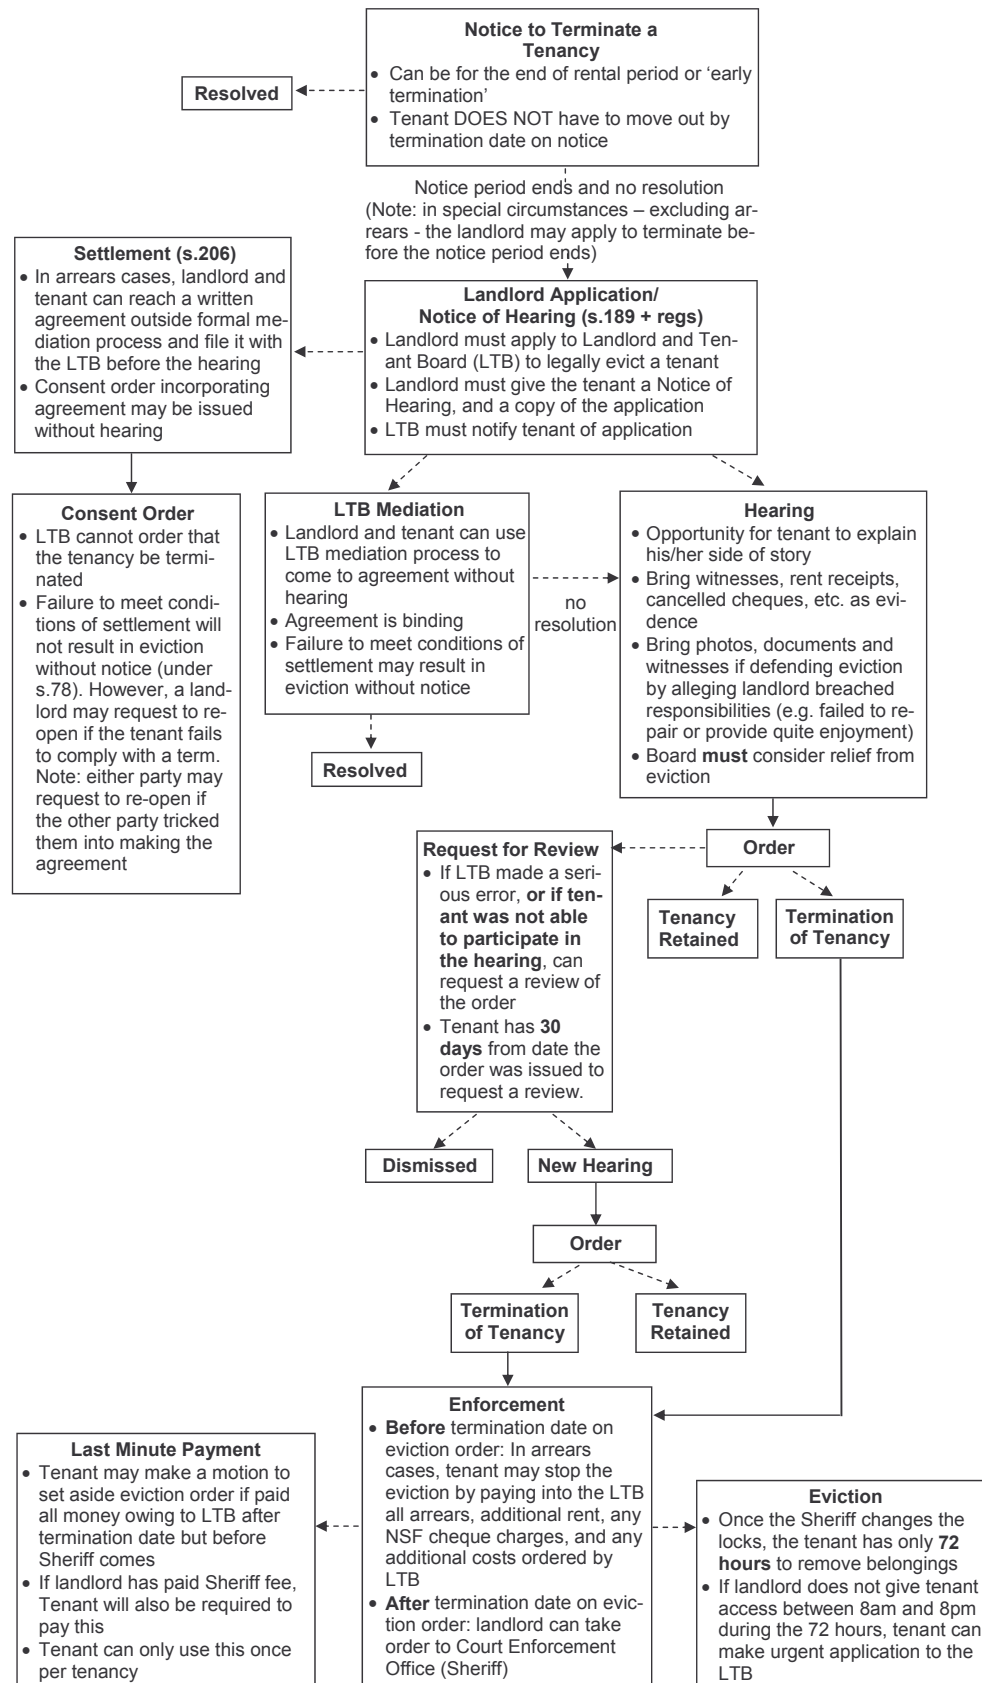 Notice to Terminate a
Tenancy
• Can be for the end of rental period or ‘early
termination’
• Tenant DOES NOT have to move out by
termination date on notice
Resolved
Notice period ends and no resolution
(Note: in special circumstances – excluding ar-
rears - the landlord may apply to terminate be-
fore the notice period ends)
Settlement (s.206)
• In arrears cases, landlord and
tenant can reach a written
agreement outside formal me-
diation process and file it with
the LTB before the hearing
• Consent order incorporating
agreement may be issued
without hearing
Landlord Application/
Notice of Hearing (s.189 + regs)
• Landlord must apply to Landlord and Ten-
ant Board (LTB) to legally evict a tenant
• Landlord must give the tenant a Notice of
Hearing, and a copy of the application
• LTB must notify tenant of application
Consent Order
• LTB cannot order that
the tenancy be termi-
nated
• Failure to meet condi-
tions of settlement will
not result in eviction
without notice (under
s.78). However, a land-
lord may request to re-
open if the tenant fails
to comply with a term.
Note: either party may
request to re-open if
the other party tricked
them into making the
agreement
LTB Mediation
• Landlord and tenant can use
LTB mediation process to
come to agreement without
hearing
• Agreement is binding
• Failure to meet conditions of
settlement may result in
eviction without notice
no
resolution
Hearing
• Opportunity for tenant to explain
his/her side of story
• Bring witnesses, rent receipts,
cancelled cheques, etc. as evi-
dence
• Bring photos, documents and
witnesses if defending eviction
by alleging landlord breached
responsibilities (e.g. failed to re-
pair or provide quite enjoyment)
• Board must consider relief from
eviction
Resolved
Order
Request for Review
• If LTB made a seri-
ous error, or if ten-
ant was not able
to participate in
the hearing, can
request a review of
the order
• Tenant has 30
days from date the
order was issued to
request a review.
Tenancy
Retained
Termination
of Tenancy
Dismissed
New Hearing
Order
Termination
of Tenancy
Tenancy
Retained
Enforcement
• Before termination date on
eviction order: In arrears
cases, tenant may stop the
eviction by paying into the LTB
all arrears, additional rent, any
NSF cheque charges, and any
additional costs ordered by
LTB
• After termination date on evic-
tion order: landlord can take
order to Court Enforcement
Office (Sheriff)
Last Minute Payment
• Tenant may make a motion to
set aside eviction order if paid
all money owing to LTB after
termination date but before
Sheriff comes
• If landlord has paid Sheriff fee,
Tenant will also be required to
pay this
• Tenant can only use this once
per tenancy
Eviction
• Once the Sheriff changes the
locks, the tenant has only 72
hours to remove belongings
• If landlord does not give tenant
access between 8am and 8pm
during the 72 hours, tenant can
make urgent application to the
LTB